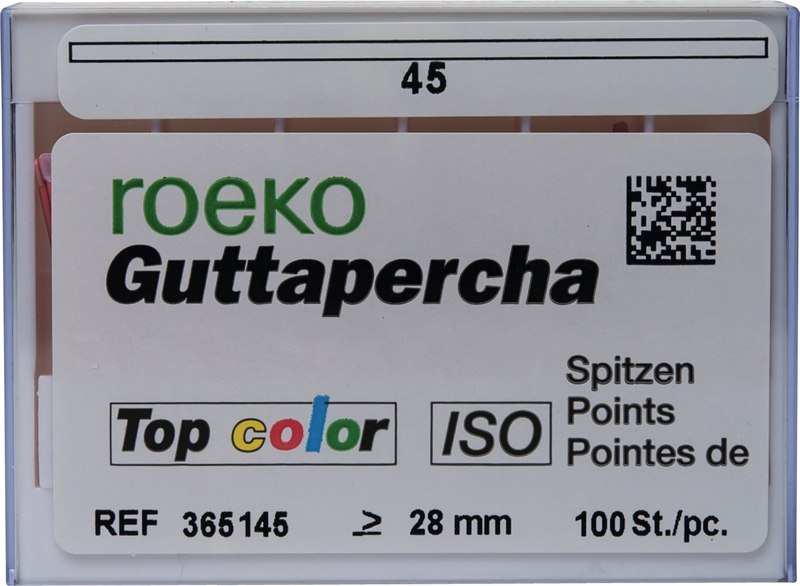 45
roeko
Guttapercha
Top color ISO
Spitzen
Points
Pointes de
REF 365145 ≥ 28 mm 100 St./pc.